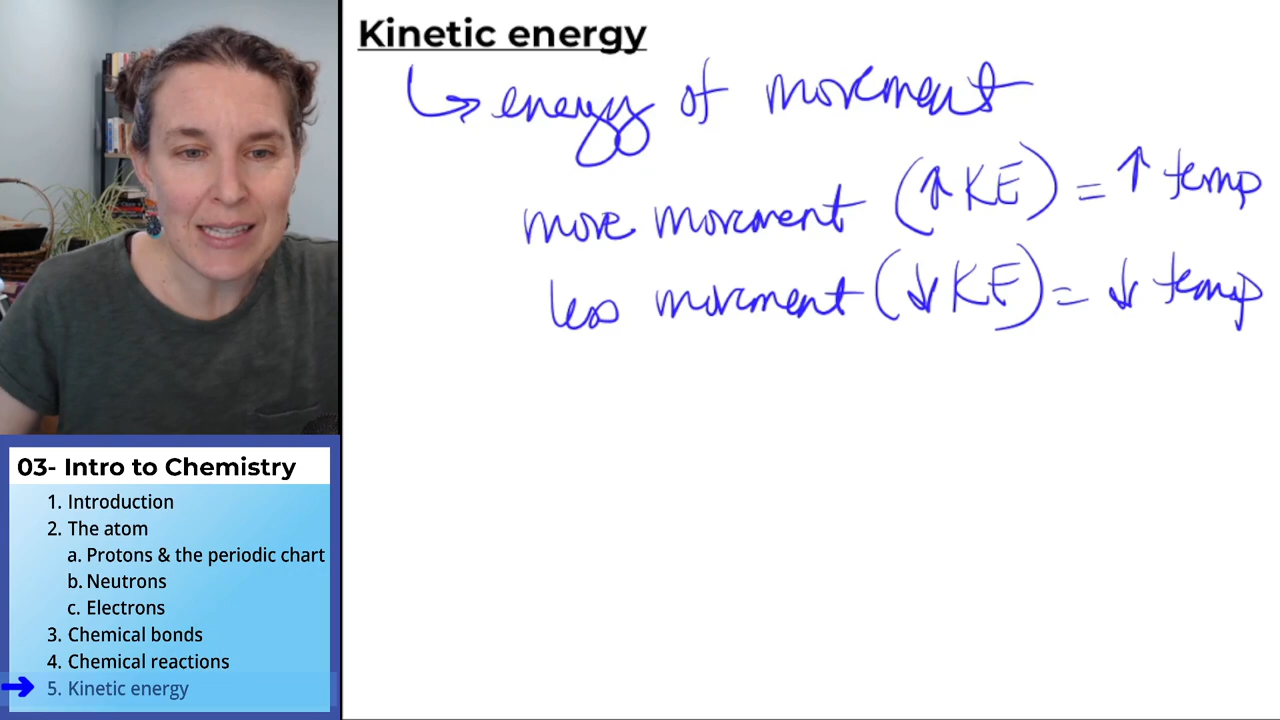 Kinetic energy
↳ energy of movement
more movement (↑ KE) = ↑ temp
less movement (↓ KE) = ↓ temp
03- Intro to Chemistry
1. Introduction
2. The atom
a. Protons & the periodic chart
b. Neutrons
c. Electrons
3. Chemical bonds
4. Chemical reactions
5. Kinetic energy